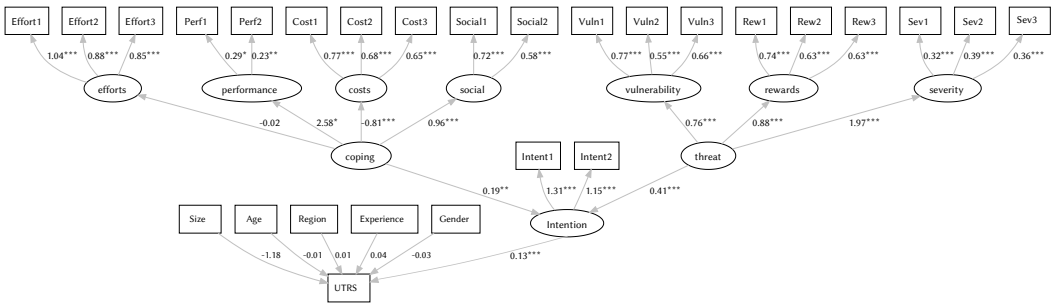 Effort1 Effort2 Effort3 Perf1 Perf2 Cost1 Cost2 Cost3 Social1 Social2 Vuln1 Vuln2 Vuln3 Rew1 Rew2 Rew3 Sev1 Sev2 Sev3
1.04*** 0.88*** 0.85*** 0.29* 0.23** 0.77*** 0.68*** 0.65*** 0.72*** 0.58*** 0.77*** 0.55*** 0.66*** 0.74*** 0.63*** 0.63*** 0.32*** 0.39*** 0.36***
efforts performance costs social vulnerability rewards severity
-0.02 2.58* -0.81*** 0.96*** 0.76*** 0.88*** 1.97***
coping Intent1 Intent2 threat
0.19** 1.31*** 1.15*** 0.41***
Size Age Region Experience Gender Intention
-1.18 -0.01 0.01 0.04 -0.03 0.13***
UTRS